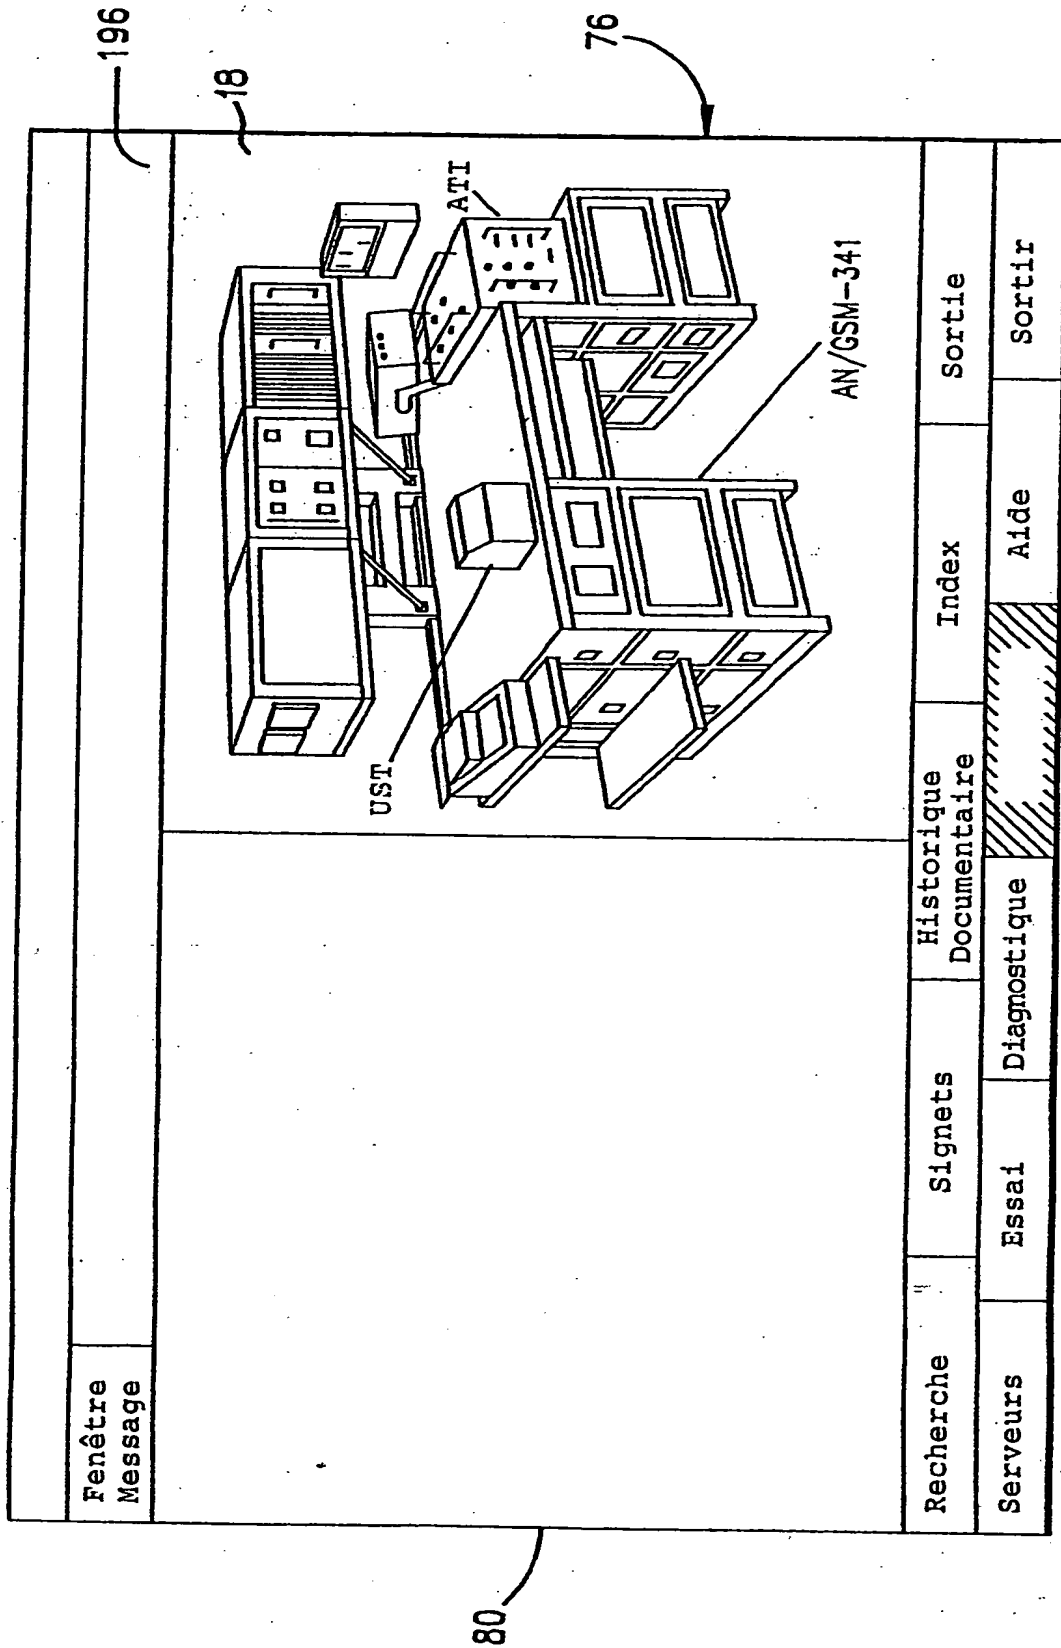 196
18
76
80
Fenêtre
Message
ATI
UST
AN/GSM-341
Recherche
Signets
Historique
Documentaire
Index
Sortie
Serveurs
Essai
Diagnostique
Aide
Sortir